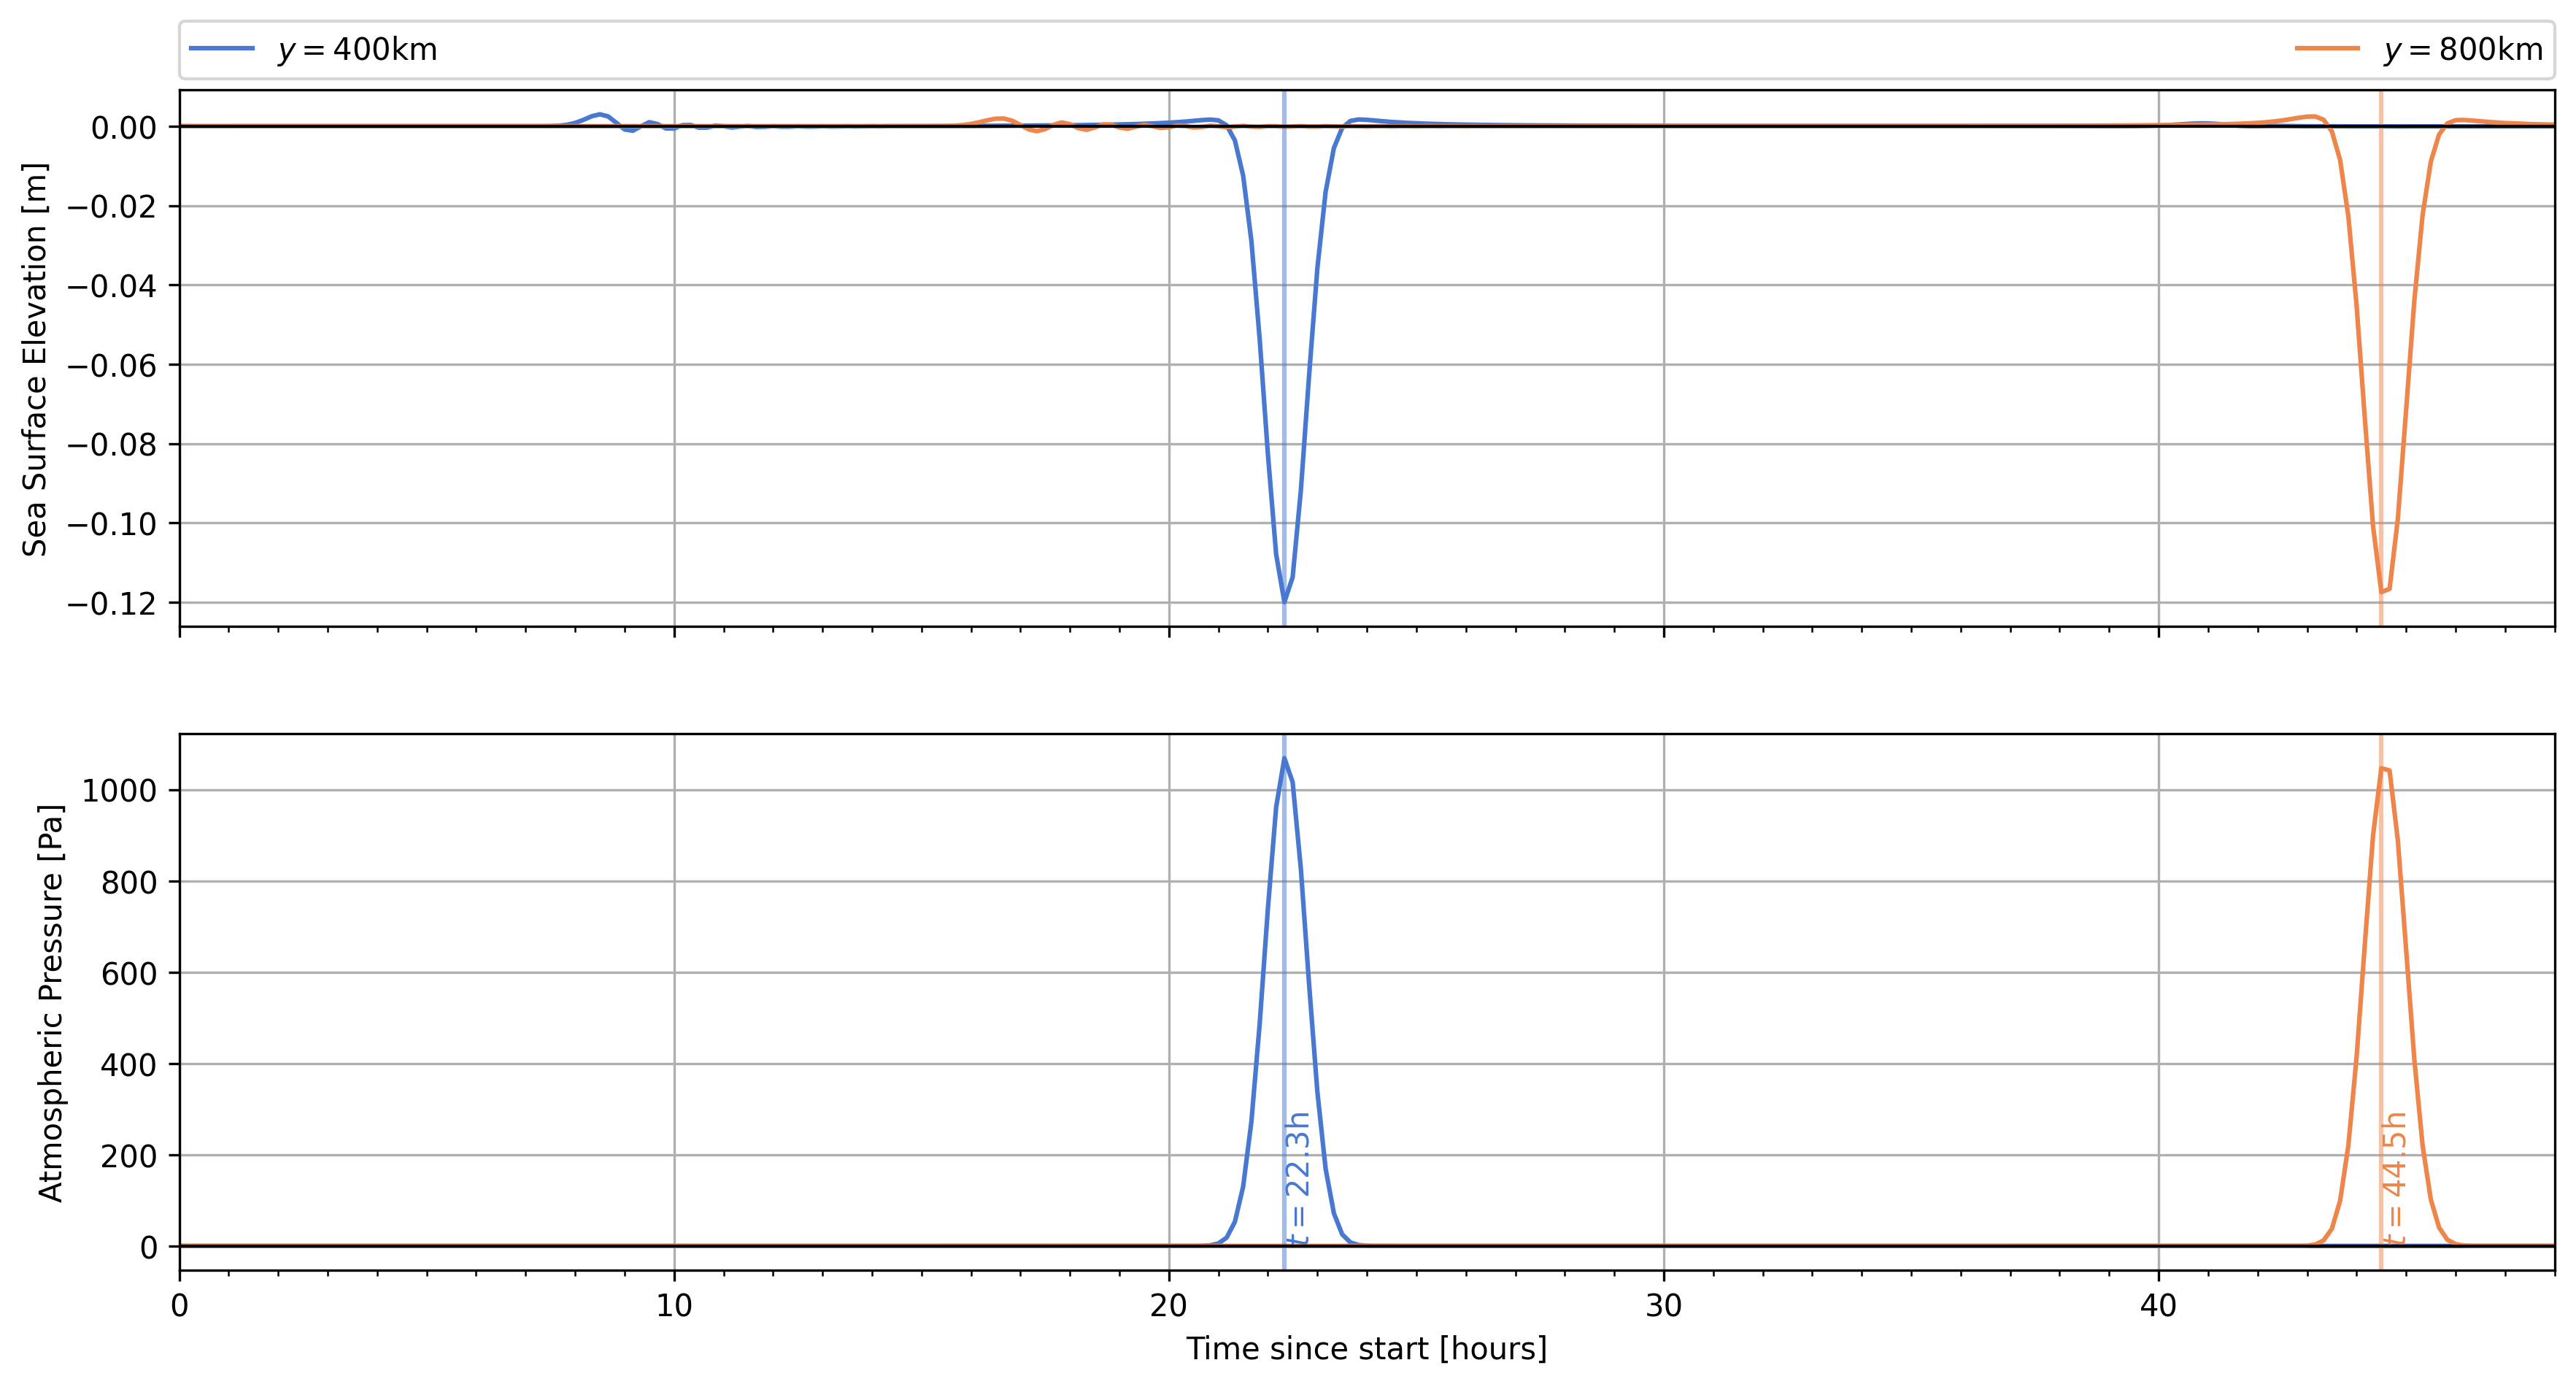 y = 400km
y = 800km
Sea Surface Elevation [m]
0.00
−0.02
−0.04
−0.06
−0.08
−0.10
−0.12
Atmospheric Pressure [Pa]
1000
800
600
400
200
0
t = 22.3h
t = 44.5h
0 10 20 30 40
Time since start [hours]